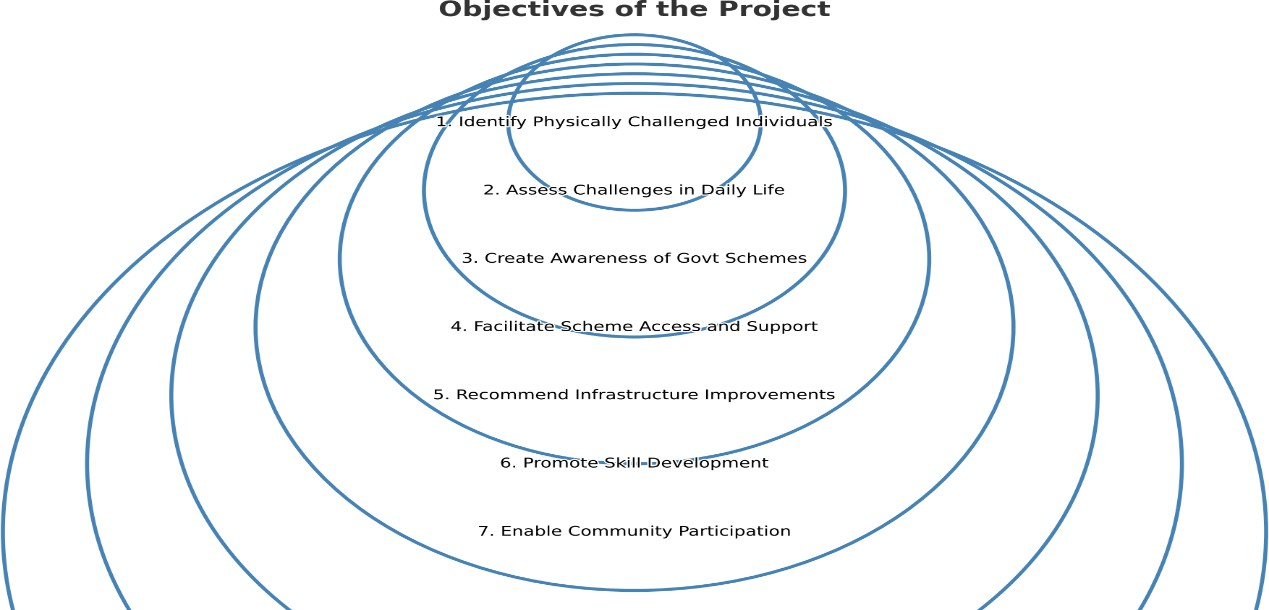 Objectives of the Project
1. Identify Physically Challenged Individuals
2. Assess Challenges in Daily Life
3. Create Awareness of Govt Schemes
4. Facilitate Scheme Access and Support
5. Recommend Infrastructure Improvements
6. Promote Skill Development
7. Enable Community Participation